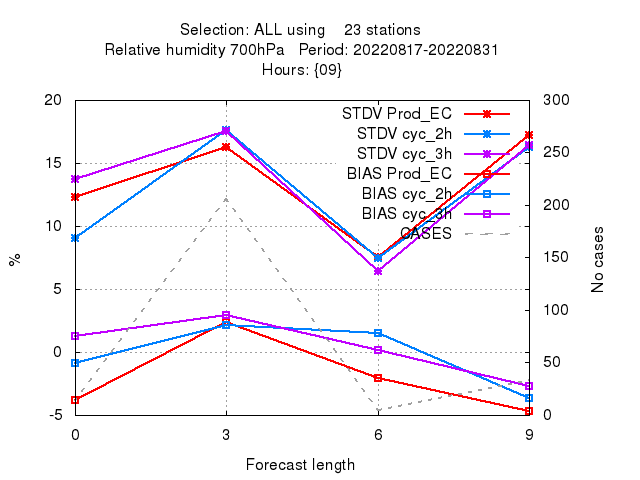 Selection: ALL using    23 stations
Relative humidity 700hPa   Period: 20220817-20220831
Hours: {09}
20
15
10
5
0
-5
%
300
250
200
150
100
50
0
No cases
STDV Prod_EC
STDV cyc_2h
STDV cyc_3h
BIAS Prod_EC
BIAS cyc_2h
BIAS cyc_3h
CASES
0 3 6 9
Forecast length